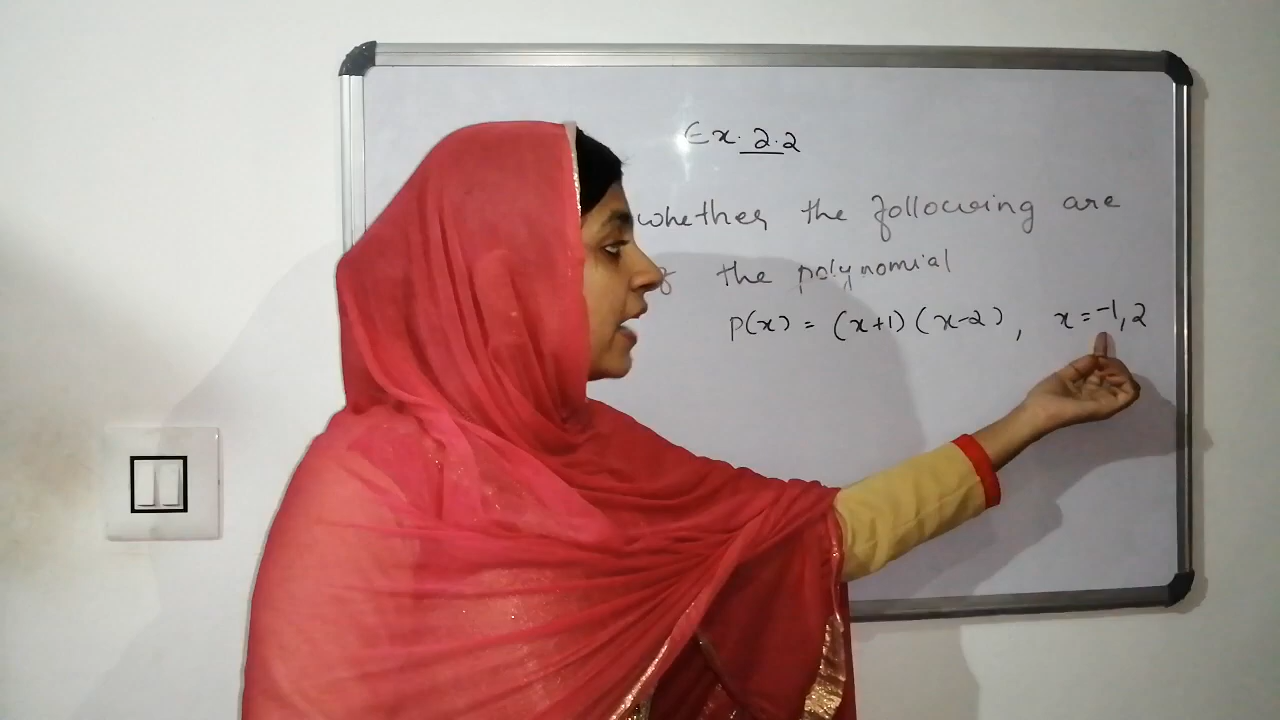 Ex. 2.2
whether the following are
the polynomial
p(x) = (x+1) (x-2), x = -1, 2